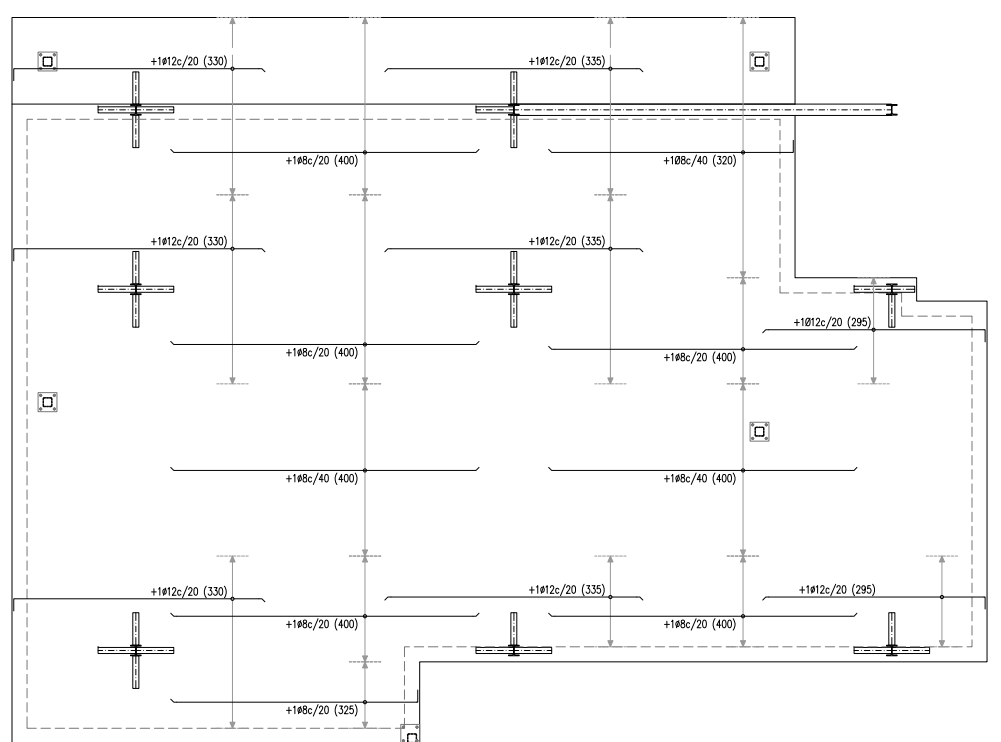 +1ø12c/20 (330)
+1ø12c/20 (335)
+1ø8c/20 (400)
+1Ø8c/40 (320)
+1ø12c/20 (330)
+1ø12c/20 (335)
+1Ø12c/20 (295)
+1ø8c/20 (400)
+1ø8c/20 (400)
+1ø8c/40 (400)
+1ø8c/40 (400)
+1ø12c/20 (330)
+1ø12c/20 (335)
+1ø12c/20 (295)
+1ø8c/20 (400)
+1ø8c/20 (400)
+1ø8c/20 (325)